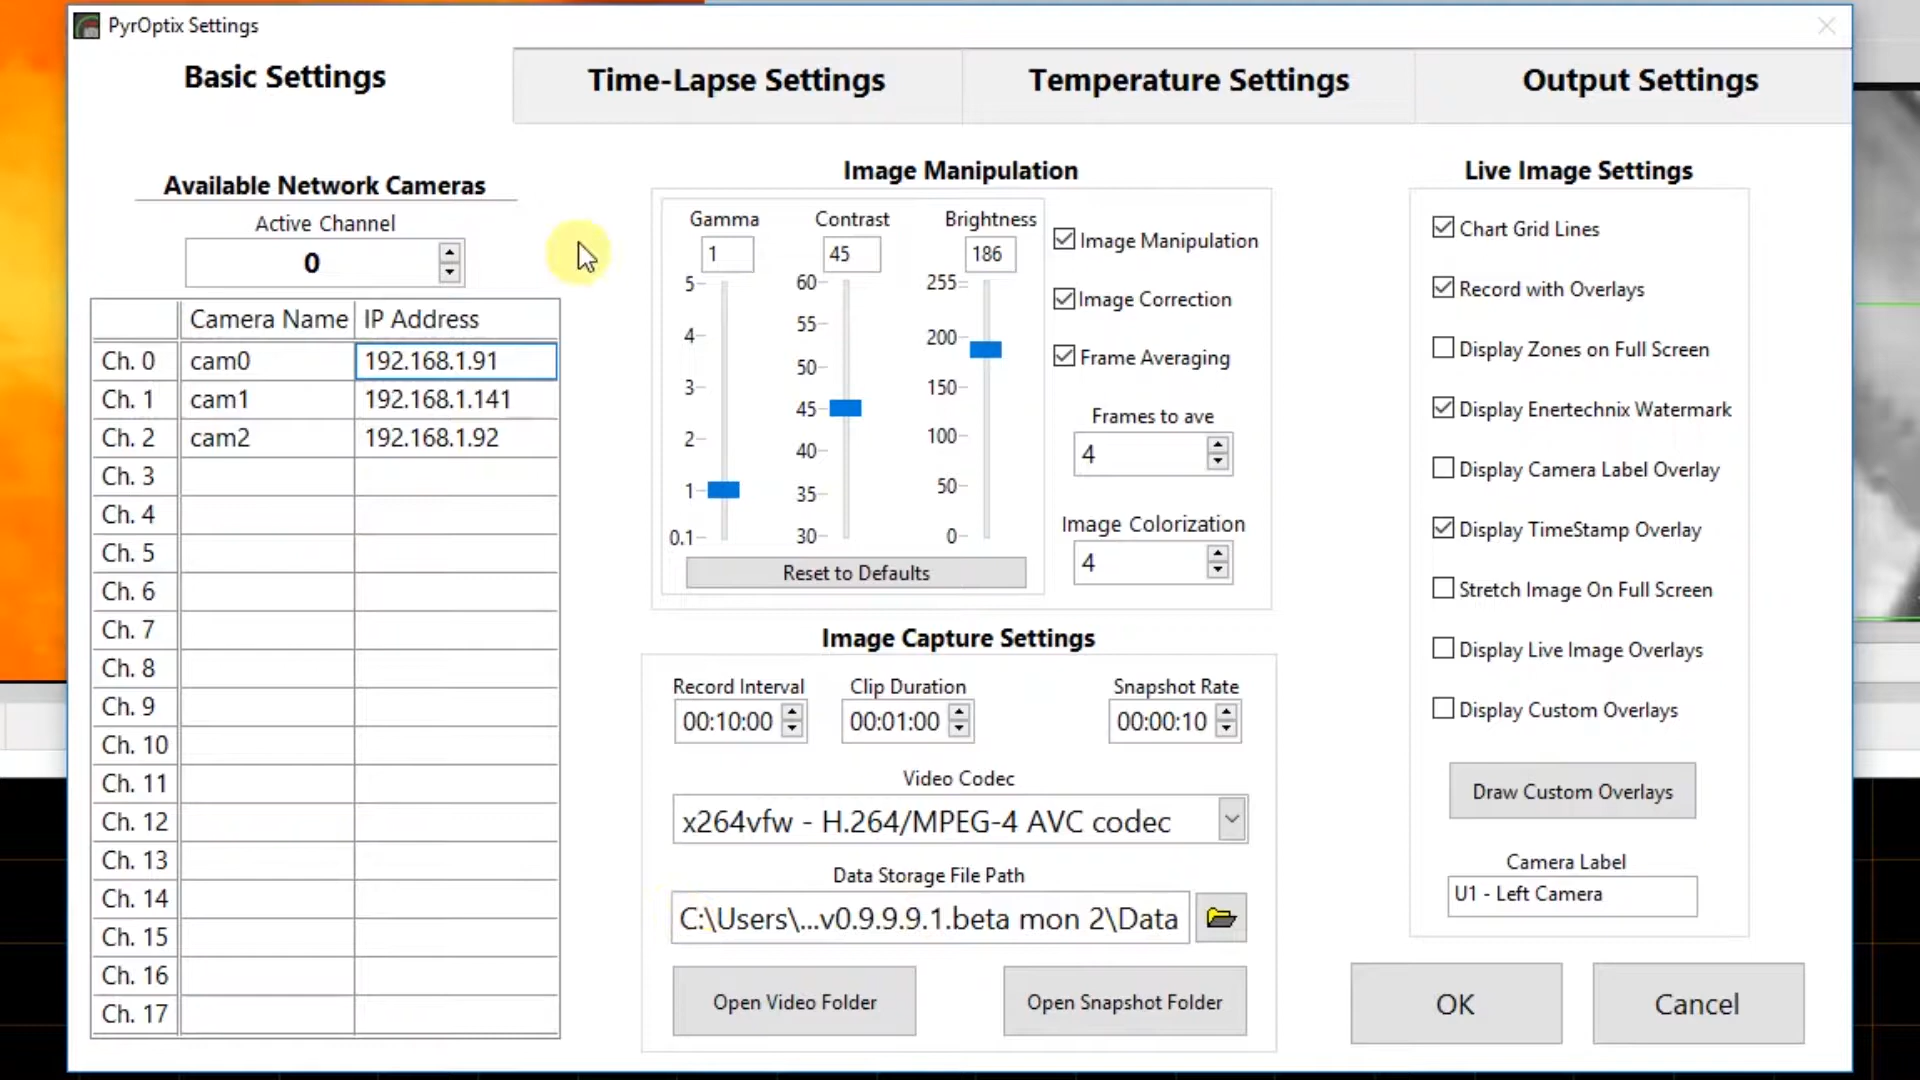 PyrOptix Settings
Basic Settings
Time-Lapse Settings
Temperature Settings
Output Settings
Available Network Cameras
Active Channel
0
Camera Name IP Address
Ch. 0 cam0 192.168.1.91
Ch. 1 cam1 192.168.1.141
Ch. 2 cam2 192.168.1.92
Ch. 3
Ch. 4
Ch. 5
Ch. 6
Ch. 7
Ch. 8
Ch. 9
Ch. 10
Ch. 11
Ch. 12
Ch. 13
Ch. 14
Ch. 15
Ch. 16
Ch. 17
Image Manipulation
Gamma Contrast Brightness
1 45 186
5
4
3
2
1
0.1
60
55
50
45
40
35
30
255
200
150
100
50
0
Reset to Defaults
Image Manipulation
Image Correction
Frame Averaging
Frames to ave
4
Image Colorization
4
Image Capture Settings
Record Interval Clip Duration Snapshot Rate
00:10:00 00:01:00 00:00:10
Video Codec
x264vfw - H.264/MPEG-4 AVC codec
Data Storage File Path
C:\Users\...v0.9.9.9.1.beta mon 2\Data
Open Video Folder
Open Snapshot Folder
Live Image Settings
Chart Grid Lines
Record with Overlays
Display Zones on Full Screen
Display Enertechnix Watermark
Display Camera Label Overlay
Display TimeStamp Overlay
Stretch Image On Full Screen
Display Live Image Overlays
Display Custom Overlays
Draw Custom Overlays
Camera Label
U1 - Left Camera
OK
Cancel